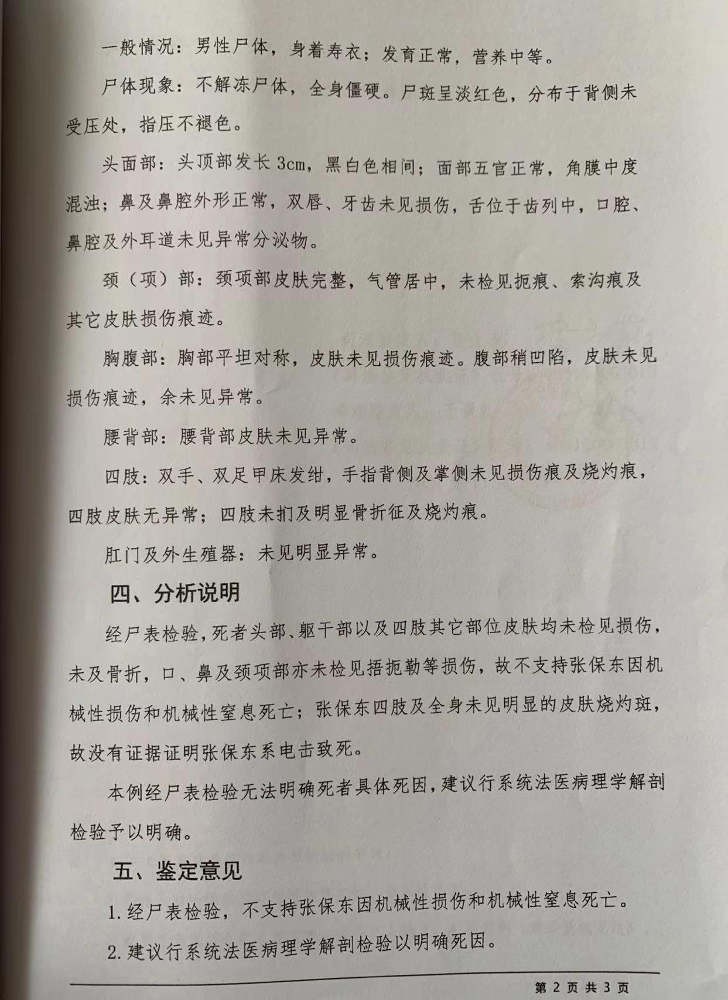 一般情况：男性尸体，身着寿衣；发育正常，营养中等。
尸体现象：不解冻尸体，全身僵硬。尸斑呈淡红色，分布于背侧未
受压处，指压不褪色。
头面部：头顶部发长3cm，黑白色相间；面部五官正常，角膜中度
混浊；鼻及鼻腔外形正常，双唇、牙齿未见损伤，舌位于齿列中，口腔、
鼻腔及外耳道未见异常分泌物。
颈（项）部：颈项部皮肤完整，气管居中，未检见扼痕、索沟痕及
其它皮肤损伤痕迹。
胸腹部：胸部平坦对称，皮肤未见损伤痕迹。腹部稍凹陷，皮肤未见
损伤痕迹，余未见异常。
腰背部：腰背部皮肤未见异常。
四肢：双手、双足甲床发绀，手指背侧及掌侧未见损伤痕及烧灼痕，
四肢皮肤无异常；四肢未扪及明显骨折征及烧灼痕。
肛门及外生殖器：未见明显异常。
四、分析说明
经尸表检验，死者头部、躯干部以及四肢其它部位皮肤均未检见损伤，
未及骨折，口、鼻及颈项部亦未检见捂扼勒等损伤，故不支持张保东因机
械性损伤和机械性窒息死亡；张保东四肢及全身未见明显的皮肤烧灼斑，
故没有证据证明张保东系电击致死。
本例经尸表检验无法明确死者具体死因，建议行系统法医病理学解剖
检验予以明确。
五、鉴定意见
1.经尸表检验，不支持张保东因机械性损伤和机械性窒息死亡。
2.建议行系统法医病理学解剖检验以明确死因。
第 2 页 共 3 页